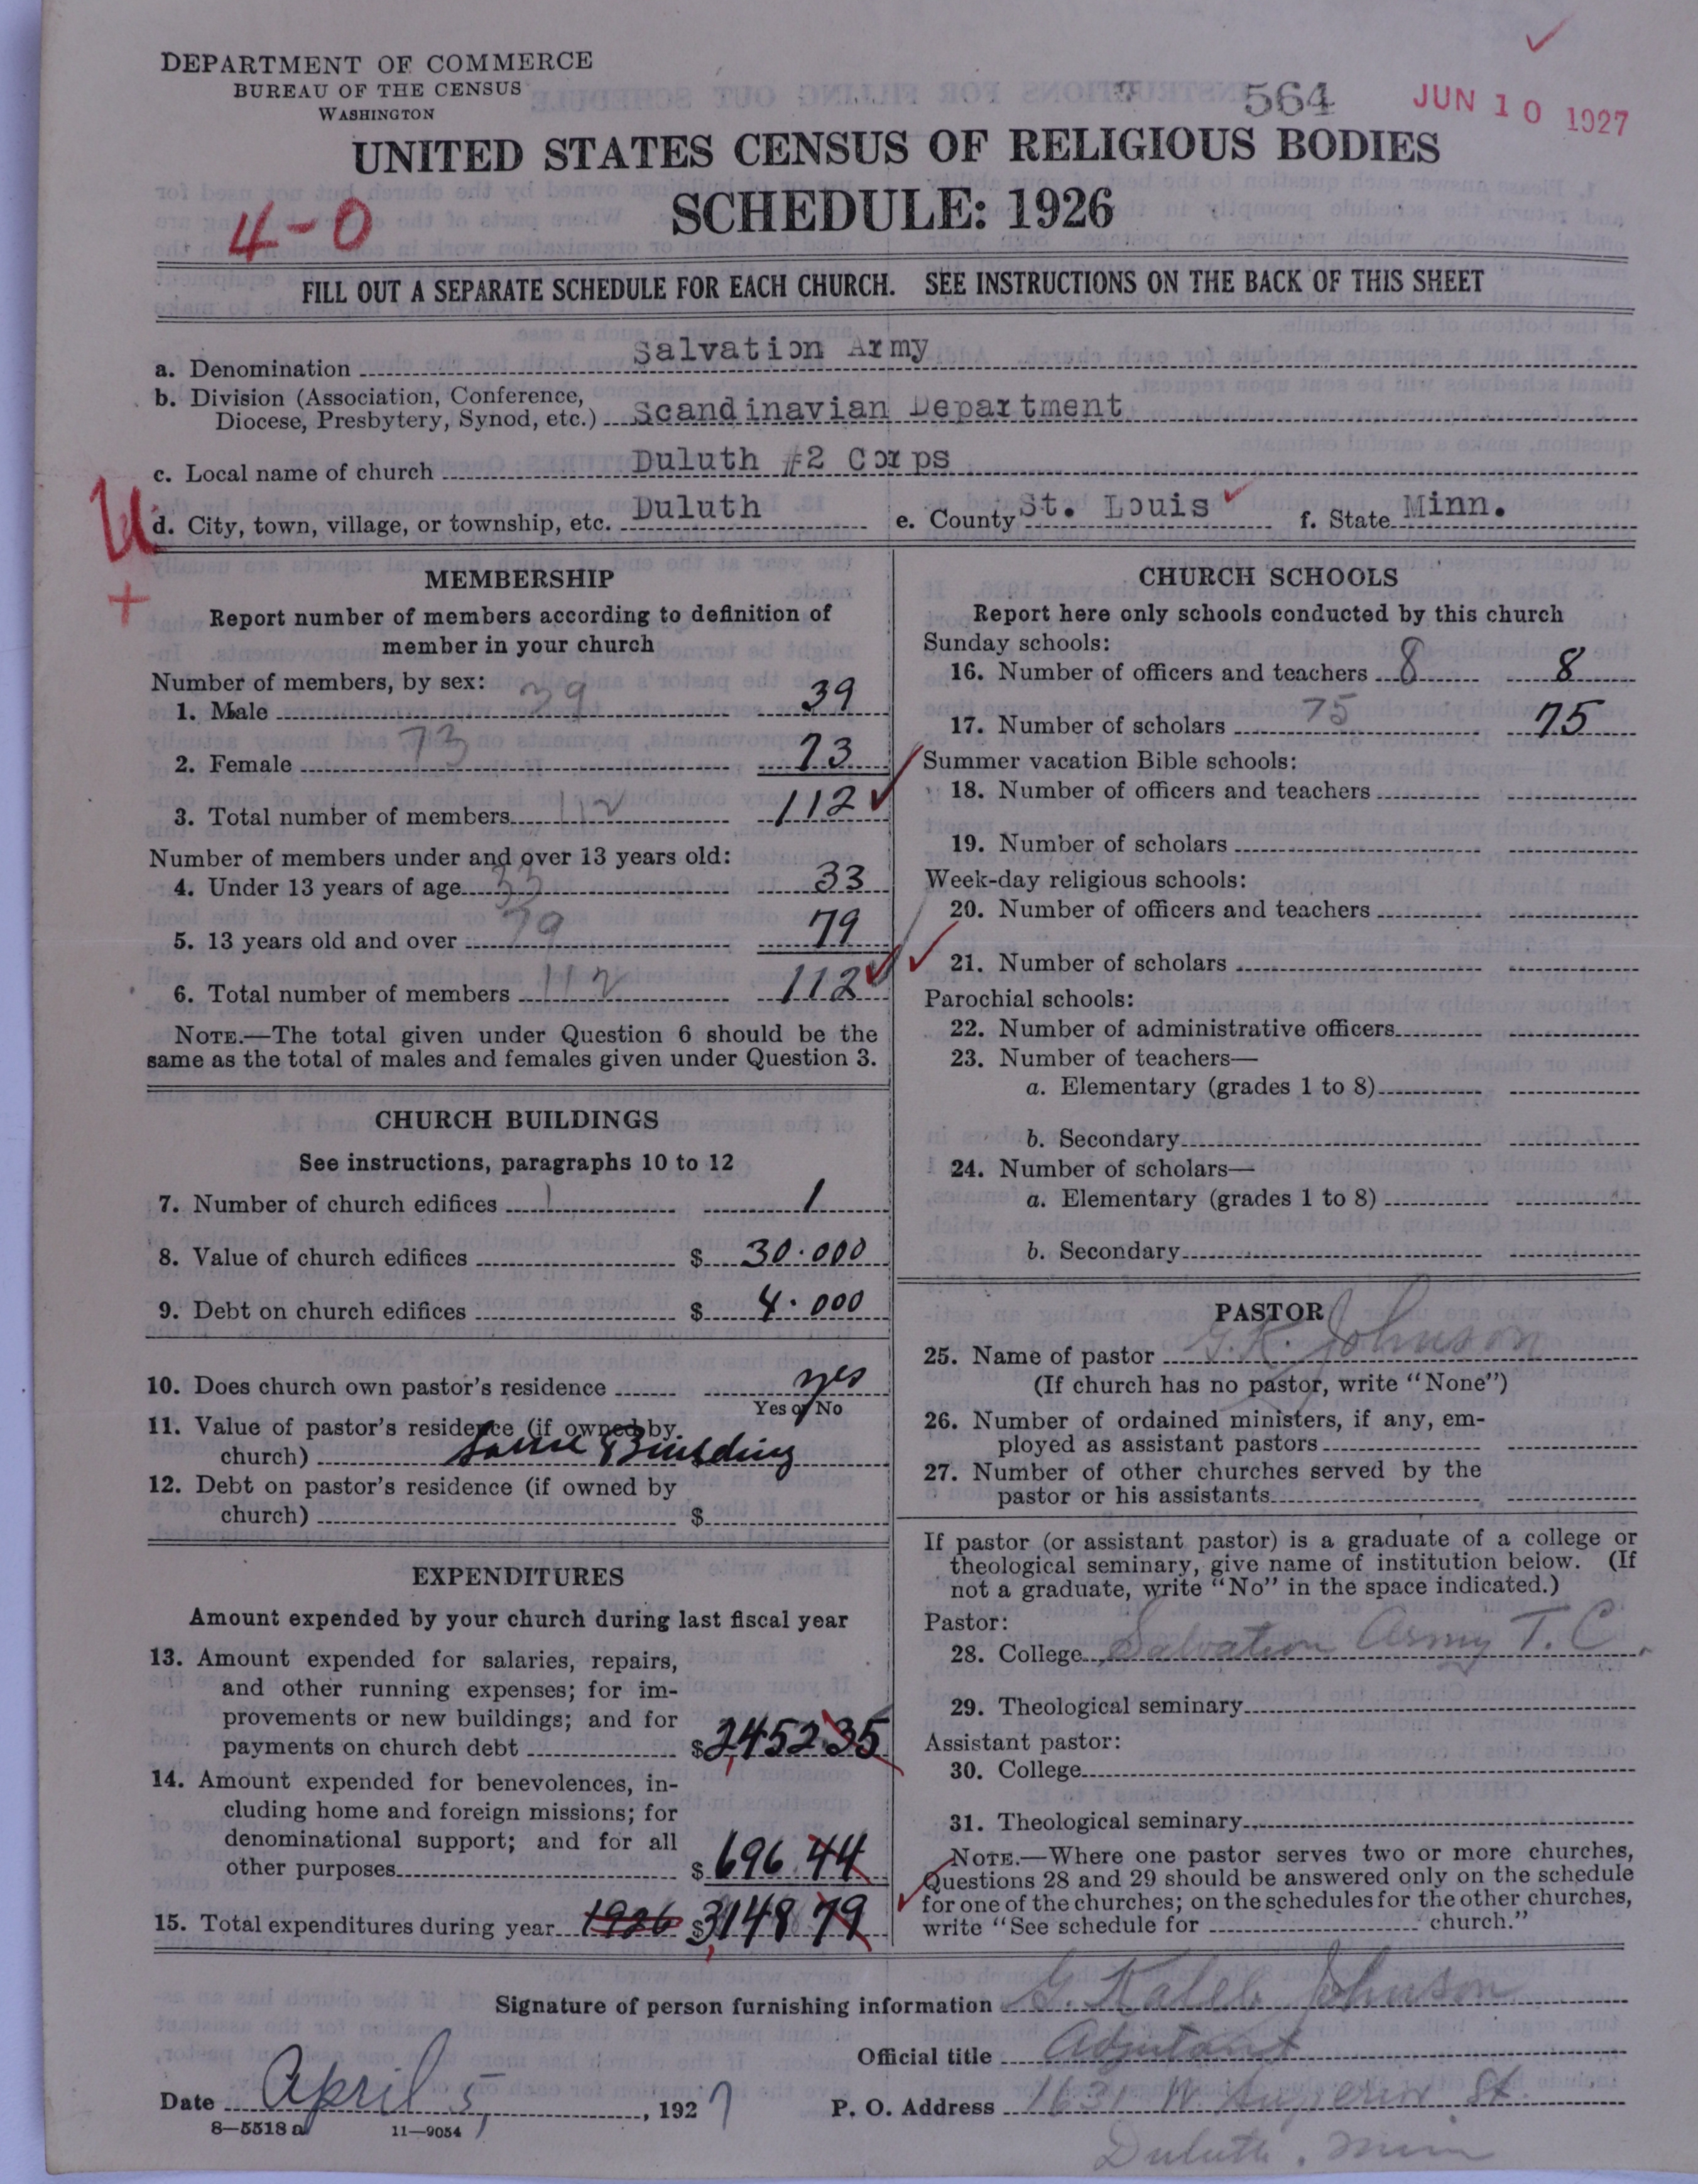 DEPARTMENT OF COMMERCE
BUREAU OF THE CENSUS
WASHINGTON
564
JUN 10 1927
UNITED STATES CENSUS OF RELIGIOUS BODIES
SCHEDULE: 1926
4-0
FILL OUT A SEPARATE SCHEDULE FOR EACH CHURCH. SEE INSTRUCTIONS ON THE BACK OF THIS SHEET
a. Denomination Salvation Army
b. Division (Association, Conference,
Diocese, Presbytery, Synod, etc.) Scandinavian Department
c. Local name of church Duluth #2 Corps
U
d. City, town, village, or township, etc. Duluth e. County St. Louis f. State Minn.
+
MEMBERSHIP
Report number of members according to definition of
member in your church
Number of members, by sex:
1. Male 39 39
2. Female 73 73
3. Total number of members 112 112
Number of members under and over 13 years old:
4. Under 13 years of age 33 33
5. 13 years old and over 79 79
6. Total number of members 112 112
NOTE.—The total given under Question 6 should be the
same as the total of males and females given under Question 3.
CHURCH BUILDINGS
See instructions, paragraphs 10 to 12
7. Number of church edifices 1 1
8. Value of church edifices $ 30.000
9. Debt on church edifices $ 4.000
10. Does church own pastor's residence yes
Yes or No
11. Value of pastor's residence (if owned by
church) Same Building
12. Debt on pastor's residence (if owned by
church) $
EXPENDITURES
Amount expended by your church during last fiscal year
13. Amount expended for salaries, repairs,
and other running expenses; for im-
provements or new buildings; and for
payments on church debt $2,452.35
14. Amount expended for benevolences, in-
cluding home and foreign missions; for
denominational support; and for all
other purposes $696.44
15. Total expenditures during year 1926 $3,148 79
CHURCH SCHOOLS
Report here only schools conducted by this church
Sunday schools:
16. Number of officers and teachers 8 8
17. Number of scholars 75 75
Summer vacation Bible schools:
18. Number of officers and teachers
19. Number of scholars
Week-day religious schools:
20. Number of officers and teachers
21. Number of scholars
Parochial schools:
22. Number of administrative officers
23. Number of teachers—
a. Elementary (grades 1 to 8)
b. Secondary
24. Number of scholars—
a. Elementary (grades 1 to 8)
b. Secondary
PASTOR
25. Name of pastor G. K. Johnson
(If church has no pastor, write "None")
26. Number of ordained ministers, if any, em-
ployed as assistant pastors
27. Number of other churches served by the
pastor or his assistants
If pastor (or assistant pastor) is a graduate of a college or
theological seminary, give name of institution below. (If
not a graduate, write "No" in the space indicated.)
Pastor:
28. College Salvation Army T. C.
29. Theological seminary
Assistant pastor:
30. College
31. Theological seminary
NOTE.—Where one pastor serves two or more churches,
Questions 28 and 29 should be answered only on the schedule
for one of the churches; on the schedules for the other churches,
write "See schedule for church."
Signature of person furnishing information G. Kaleb Johnson
Official title Adjutant
Date April 5, 1927 P. O. Address 1631 W. Superior St.
8—5518 a 11—9054
Duluth, Minn